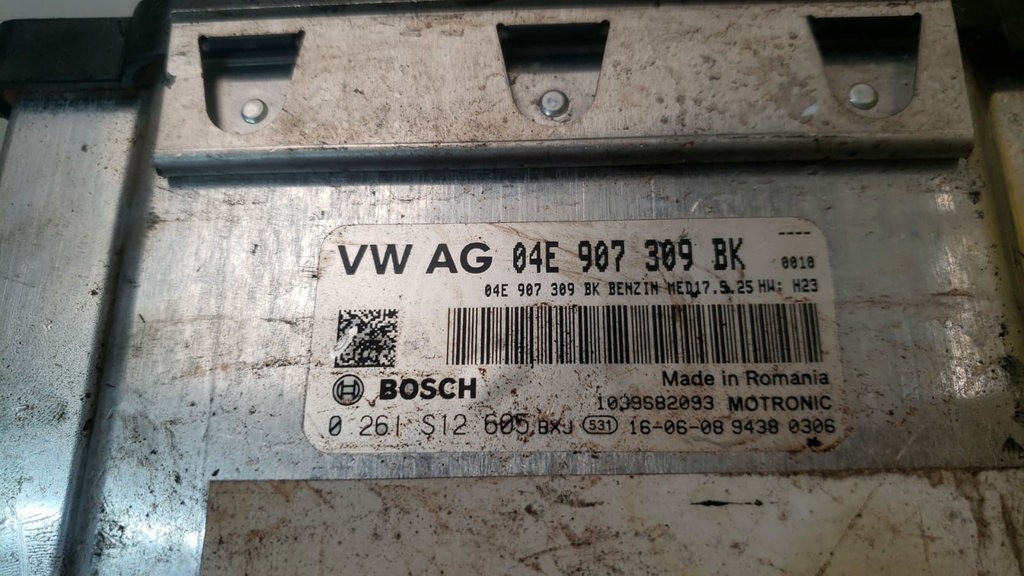 ----
VW AG 04E 907 309 BK 0010
04E 907 309 BK BENZIN MED17.5.25 HW: H23
BOSCH Made in Romania
1039S82093 MOTRONIC
0 261 S12 605 BXJ 531 16-06-08 9438 0306